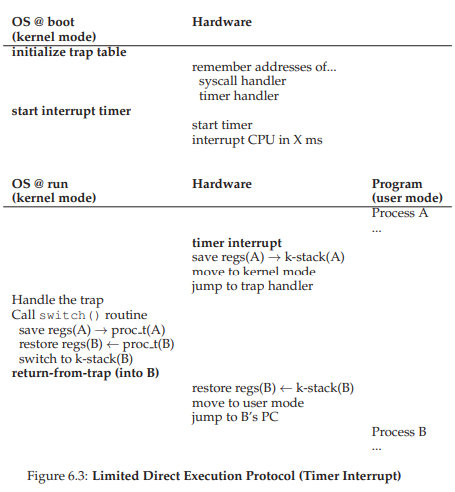 OS @ boot Hardware
(kernel mode)
initialize trap table
remember addresses of...
syscall handler
timer handler
start interrupt timer
start timer
interrupt CPU in X ms
OS @ run Hardware Program
(kernel mode) (user mode)
Process A
...
timer interrupt
save regs(A) → k-stack(A)
move to kernel mode
jump to trap handler
Handle the trap
Call switch() routine
save regs(A) → proc_t(A)
restore regs(B) ← proc_t(B)
switch to k-stack(B)
return-from-trap (into B)
restore regs(B) ← k-stack(B)
move to user mode
jump to B's PC
Process B
...
Figure 6.3: Limited Direct Execution Protocol (Timer Interrupt)